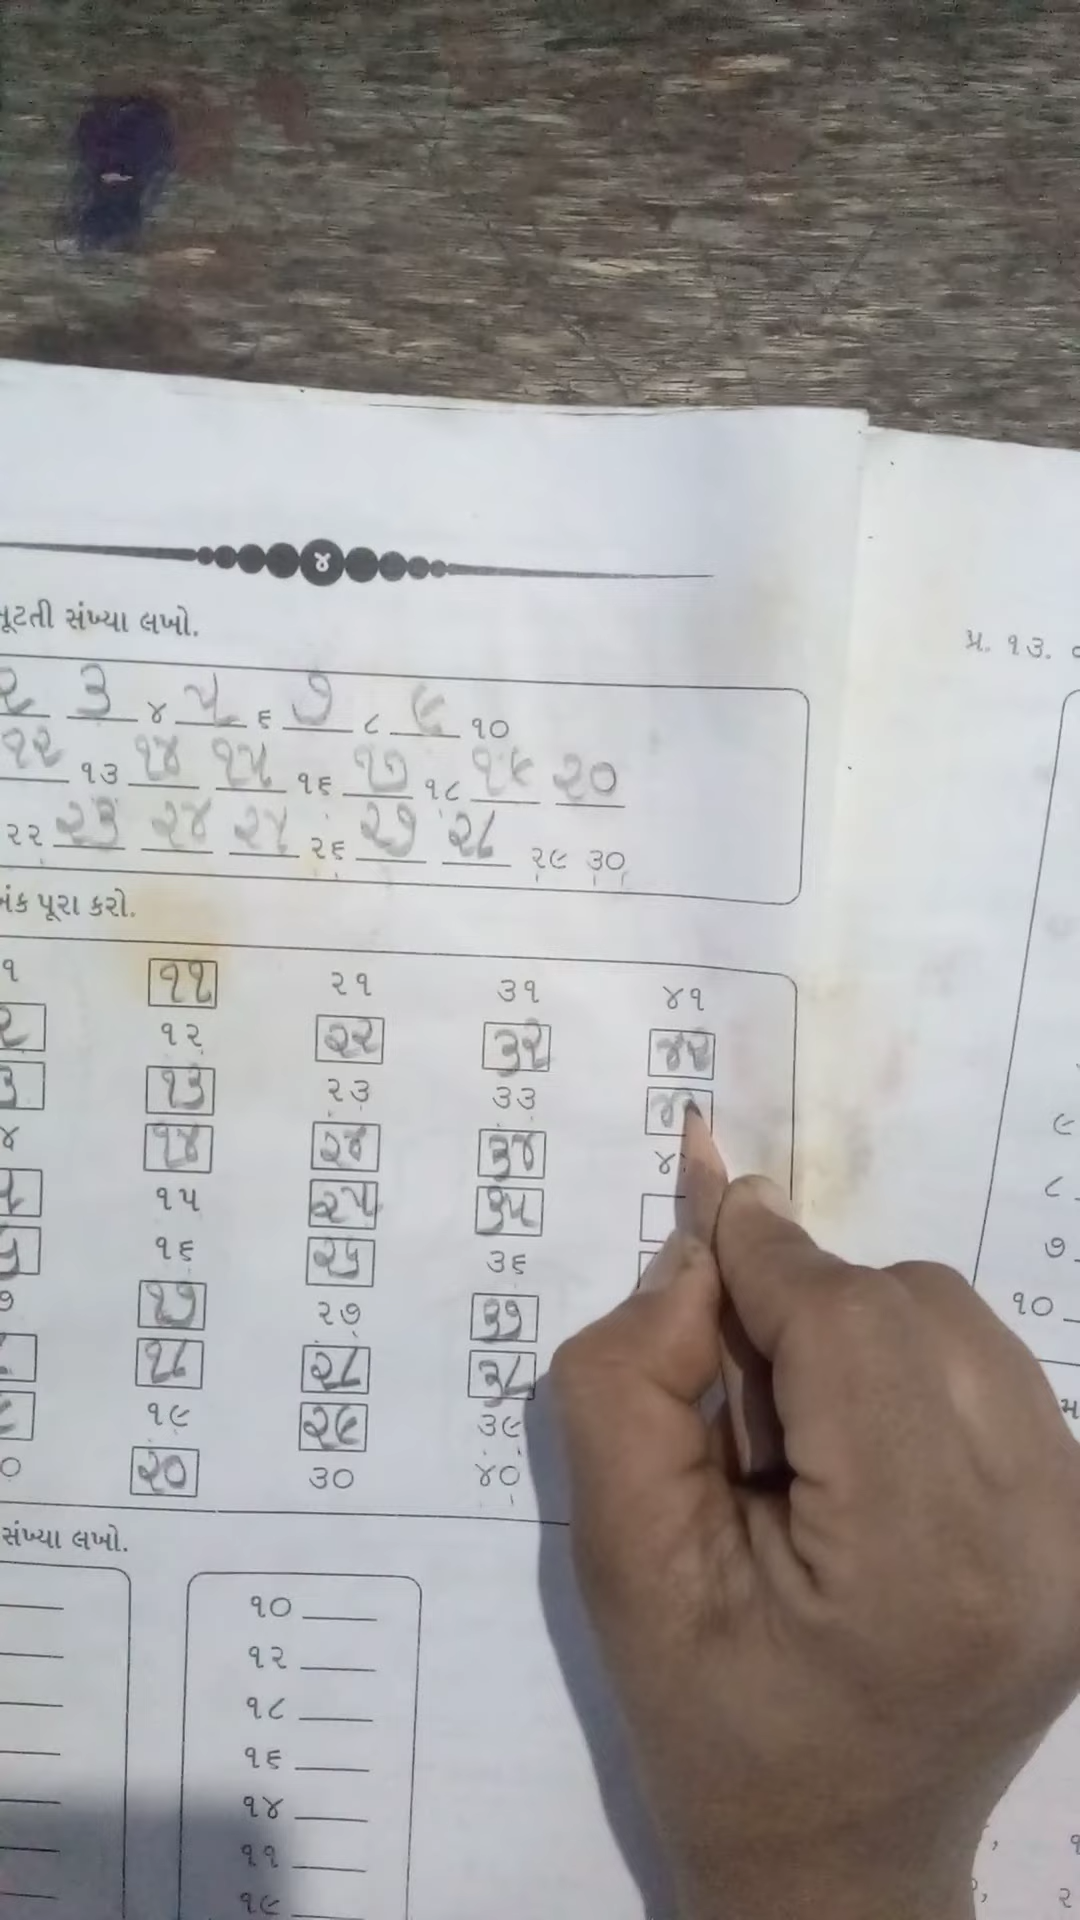 ૪
ખૂટતી સંખ્યા લખો.
૨ ૩ ૪ ૫ ૬ ૭ ૮ ૯ ૧૦
૧૨ ૧૩ ૧૪ ૧૫ ૧૬ ૧૭ ૧૮ ૧૯ ૨૦
૨૨ ૨૩ ૨૪ ૨૫ ૨૬ ૨૭ ૨૮ ૨૯ ૩૦
પૂરા કરો.
૧ ૧૧ ૨૧ ૩૧ ૪૧
૨ ૧૨ ૨૨ ૩૨ ૪૨
૩ ૧૩ ૨૩ ૩૩ ૪
૪ ૧૪ ૨૪ ૩૪ ૪
૧૫ ૨૫ ૩૫
૧૬ ૨૬ ૩૬
૭ ૧૭ ૨૭ ૩૭
૧૮ ૨૮ ૩૮
૧૯ ૨૯ ૩૯
૦ ૨૦ ૩૦ ૪૦
સંખ્યા લખો.
૧૦
૧૨
૧૮
૧૬
૧૪
૧૧
૧૯
પ્ર. ૧૩.
૯
૮
૭
૧૦